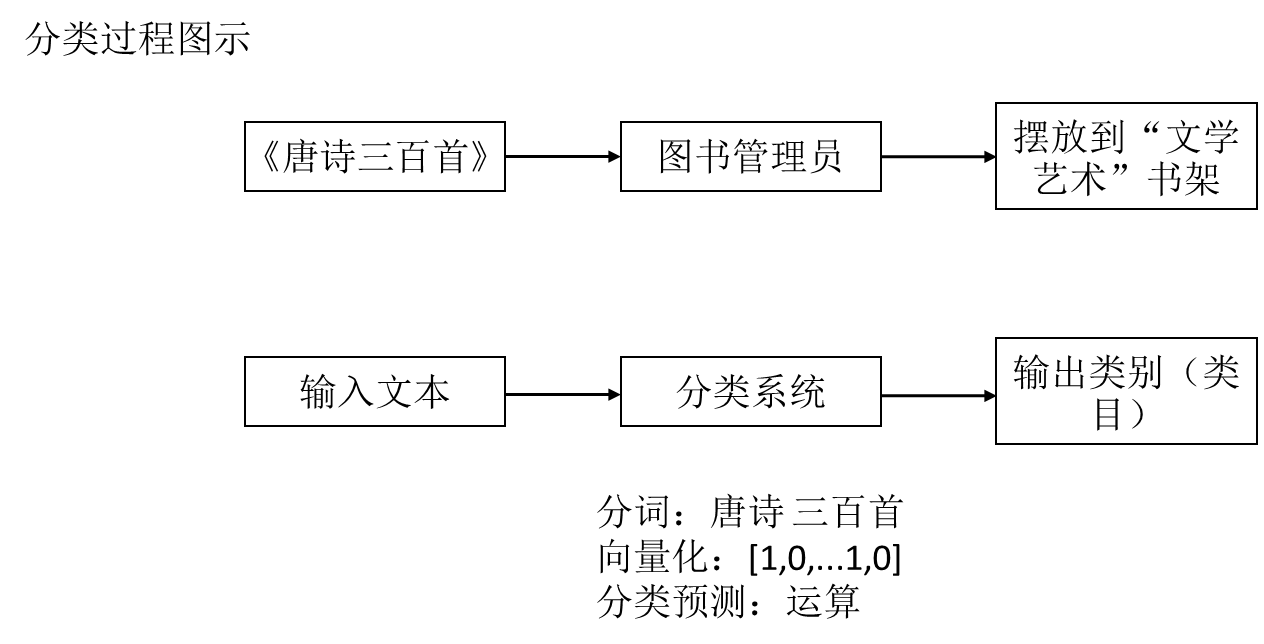 分类过程图示
《唐诗三百首》
图书管理员
摆放到“文学
艺术”书架
输入文本
分类系统
输出类别（类
目）
分词：唐诗 三百首
向量化：[1,0,...1,0]
分类预测：运算